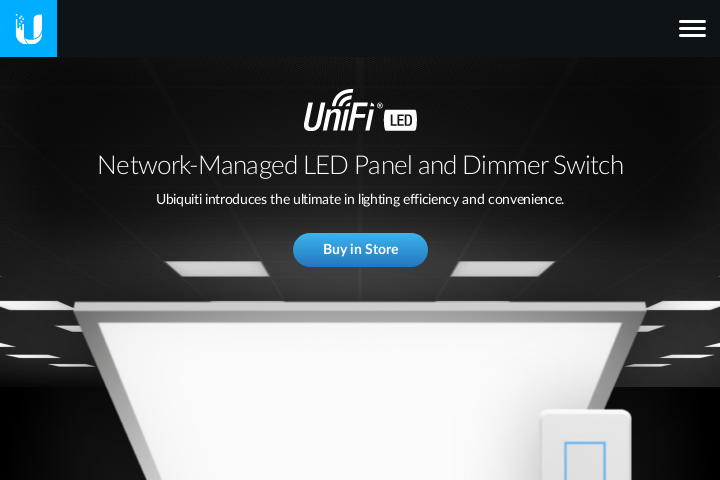 UniFi® LED
Network-Managed LED Panel and Dimmer Switch
Ubiquiti introduces the ultimate in lighting efficiency and convenience.
Buy in Store